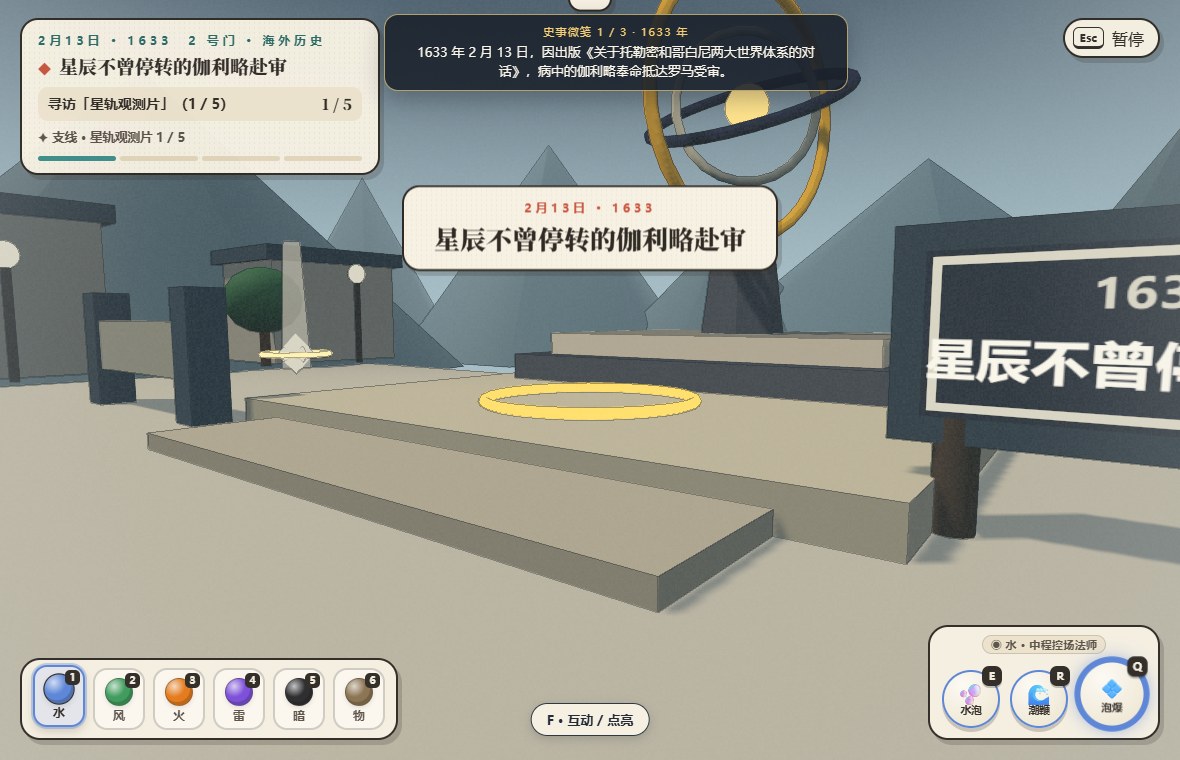 2月13日 • 1633 2 号门 • 海外历史
◆ 星辰不曾停转的伽利略赴审
寻访「星轨观测片」（1 / 5） 1 / 5
✦ 支线 • 星轨观测片 1 / 5
史事微笺 1 / 3 · 1633 年
1633 年 2 月 13 日，因出版《关于托勒密和哥白尼两大世界体系的对
话》，病中的伽利略奉命抵达罗马受审。
Esc 暂停
2月13日 • 1633
星辰不曾停转的伽利略赴审
163
星辰不曾
1 水
2 风
3 火
4 雷
5 暗
6 物
F • 互动 / 点亮
◉ 水 • 中程控场法师
E 水泡
R 潮鞭
Q 泡爆